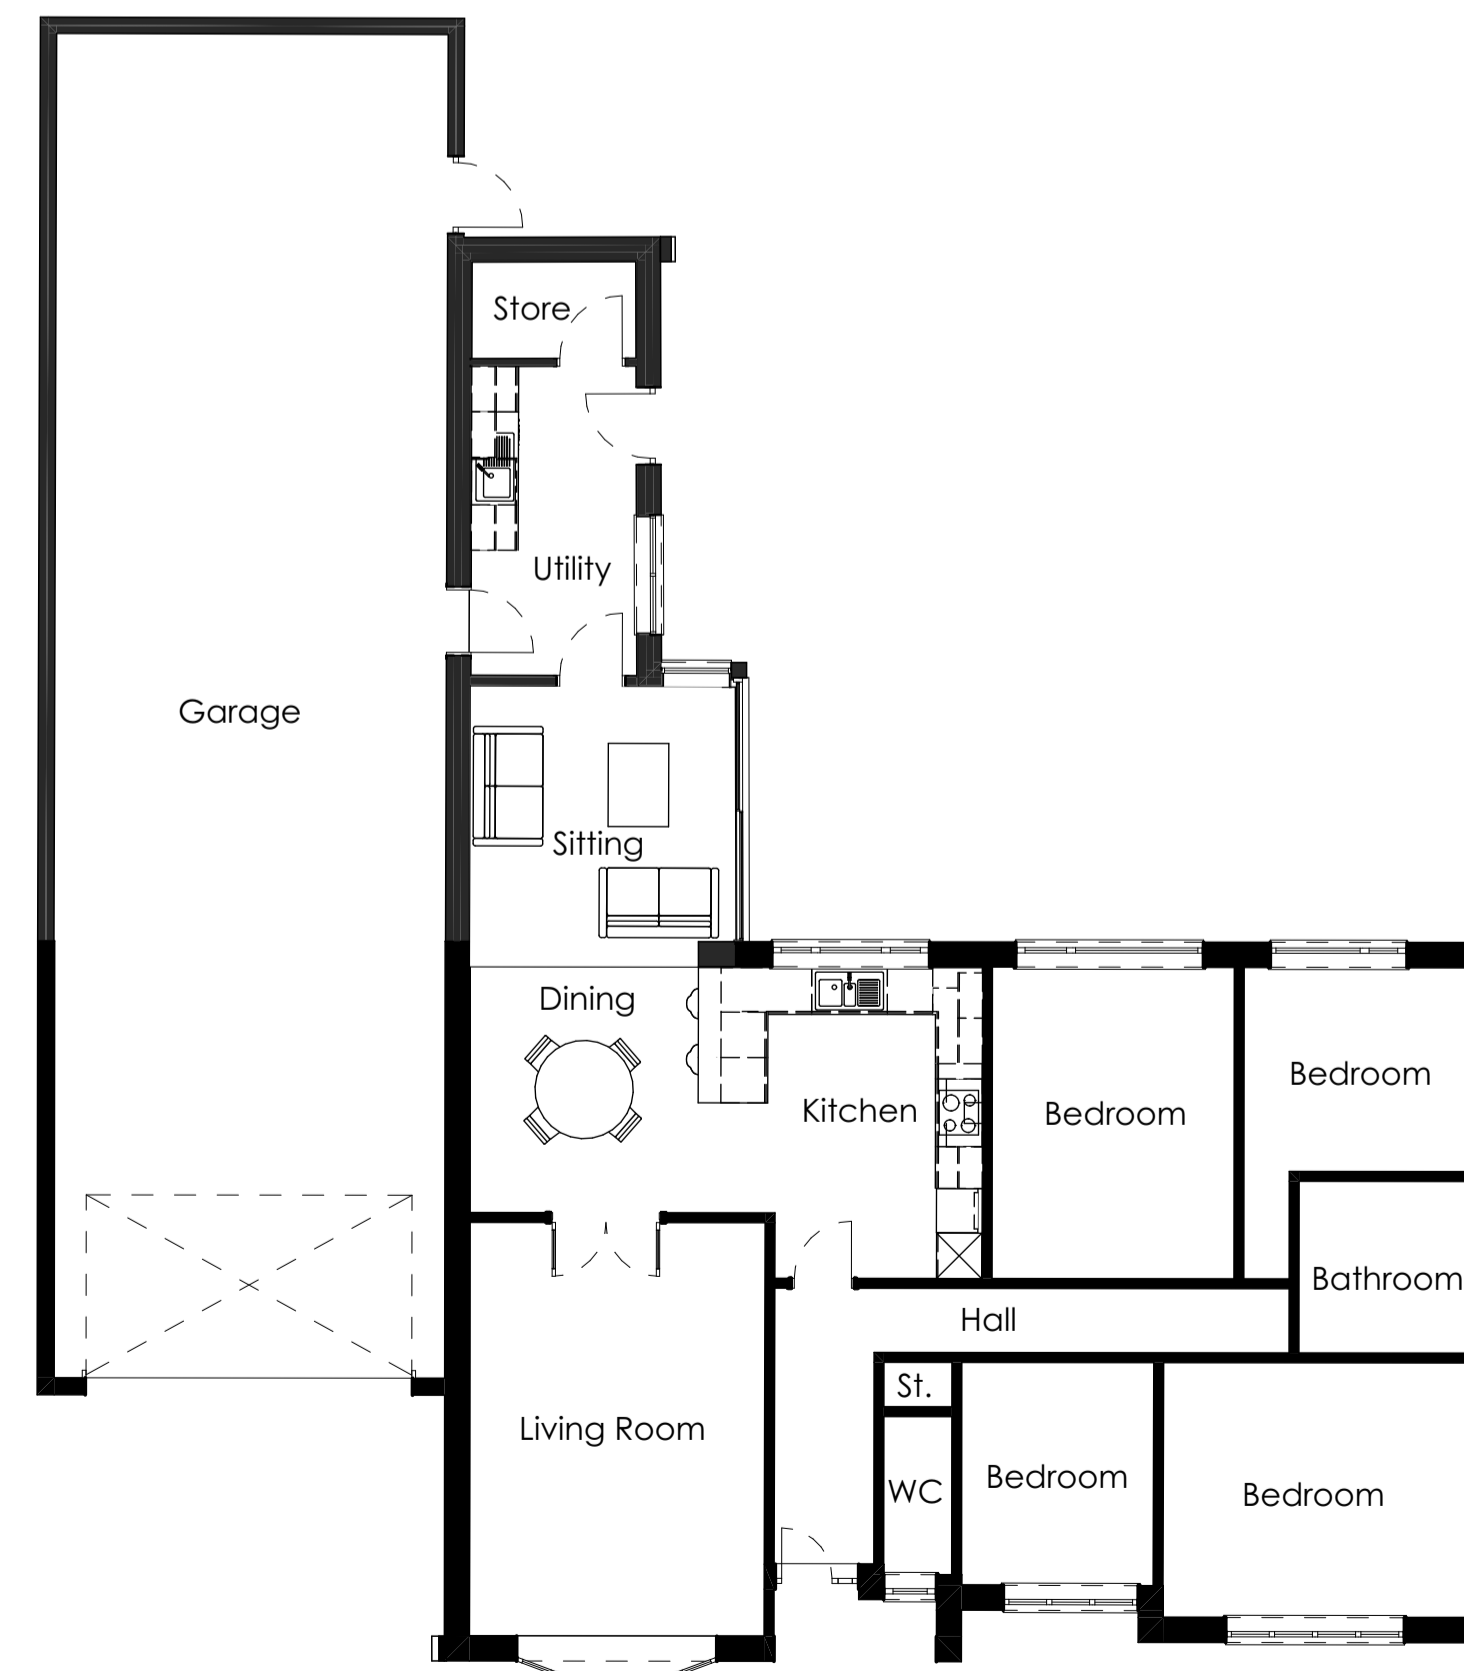 Store
Utility
Garage
Sitting
Dining
Bedroom
Kitchen
Bedroom
Bathroom
Hall
St.
Living Room
WC
Bedroom
Bedroom